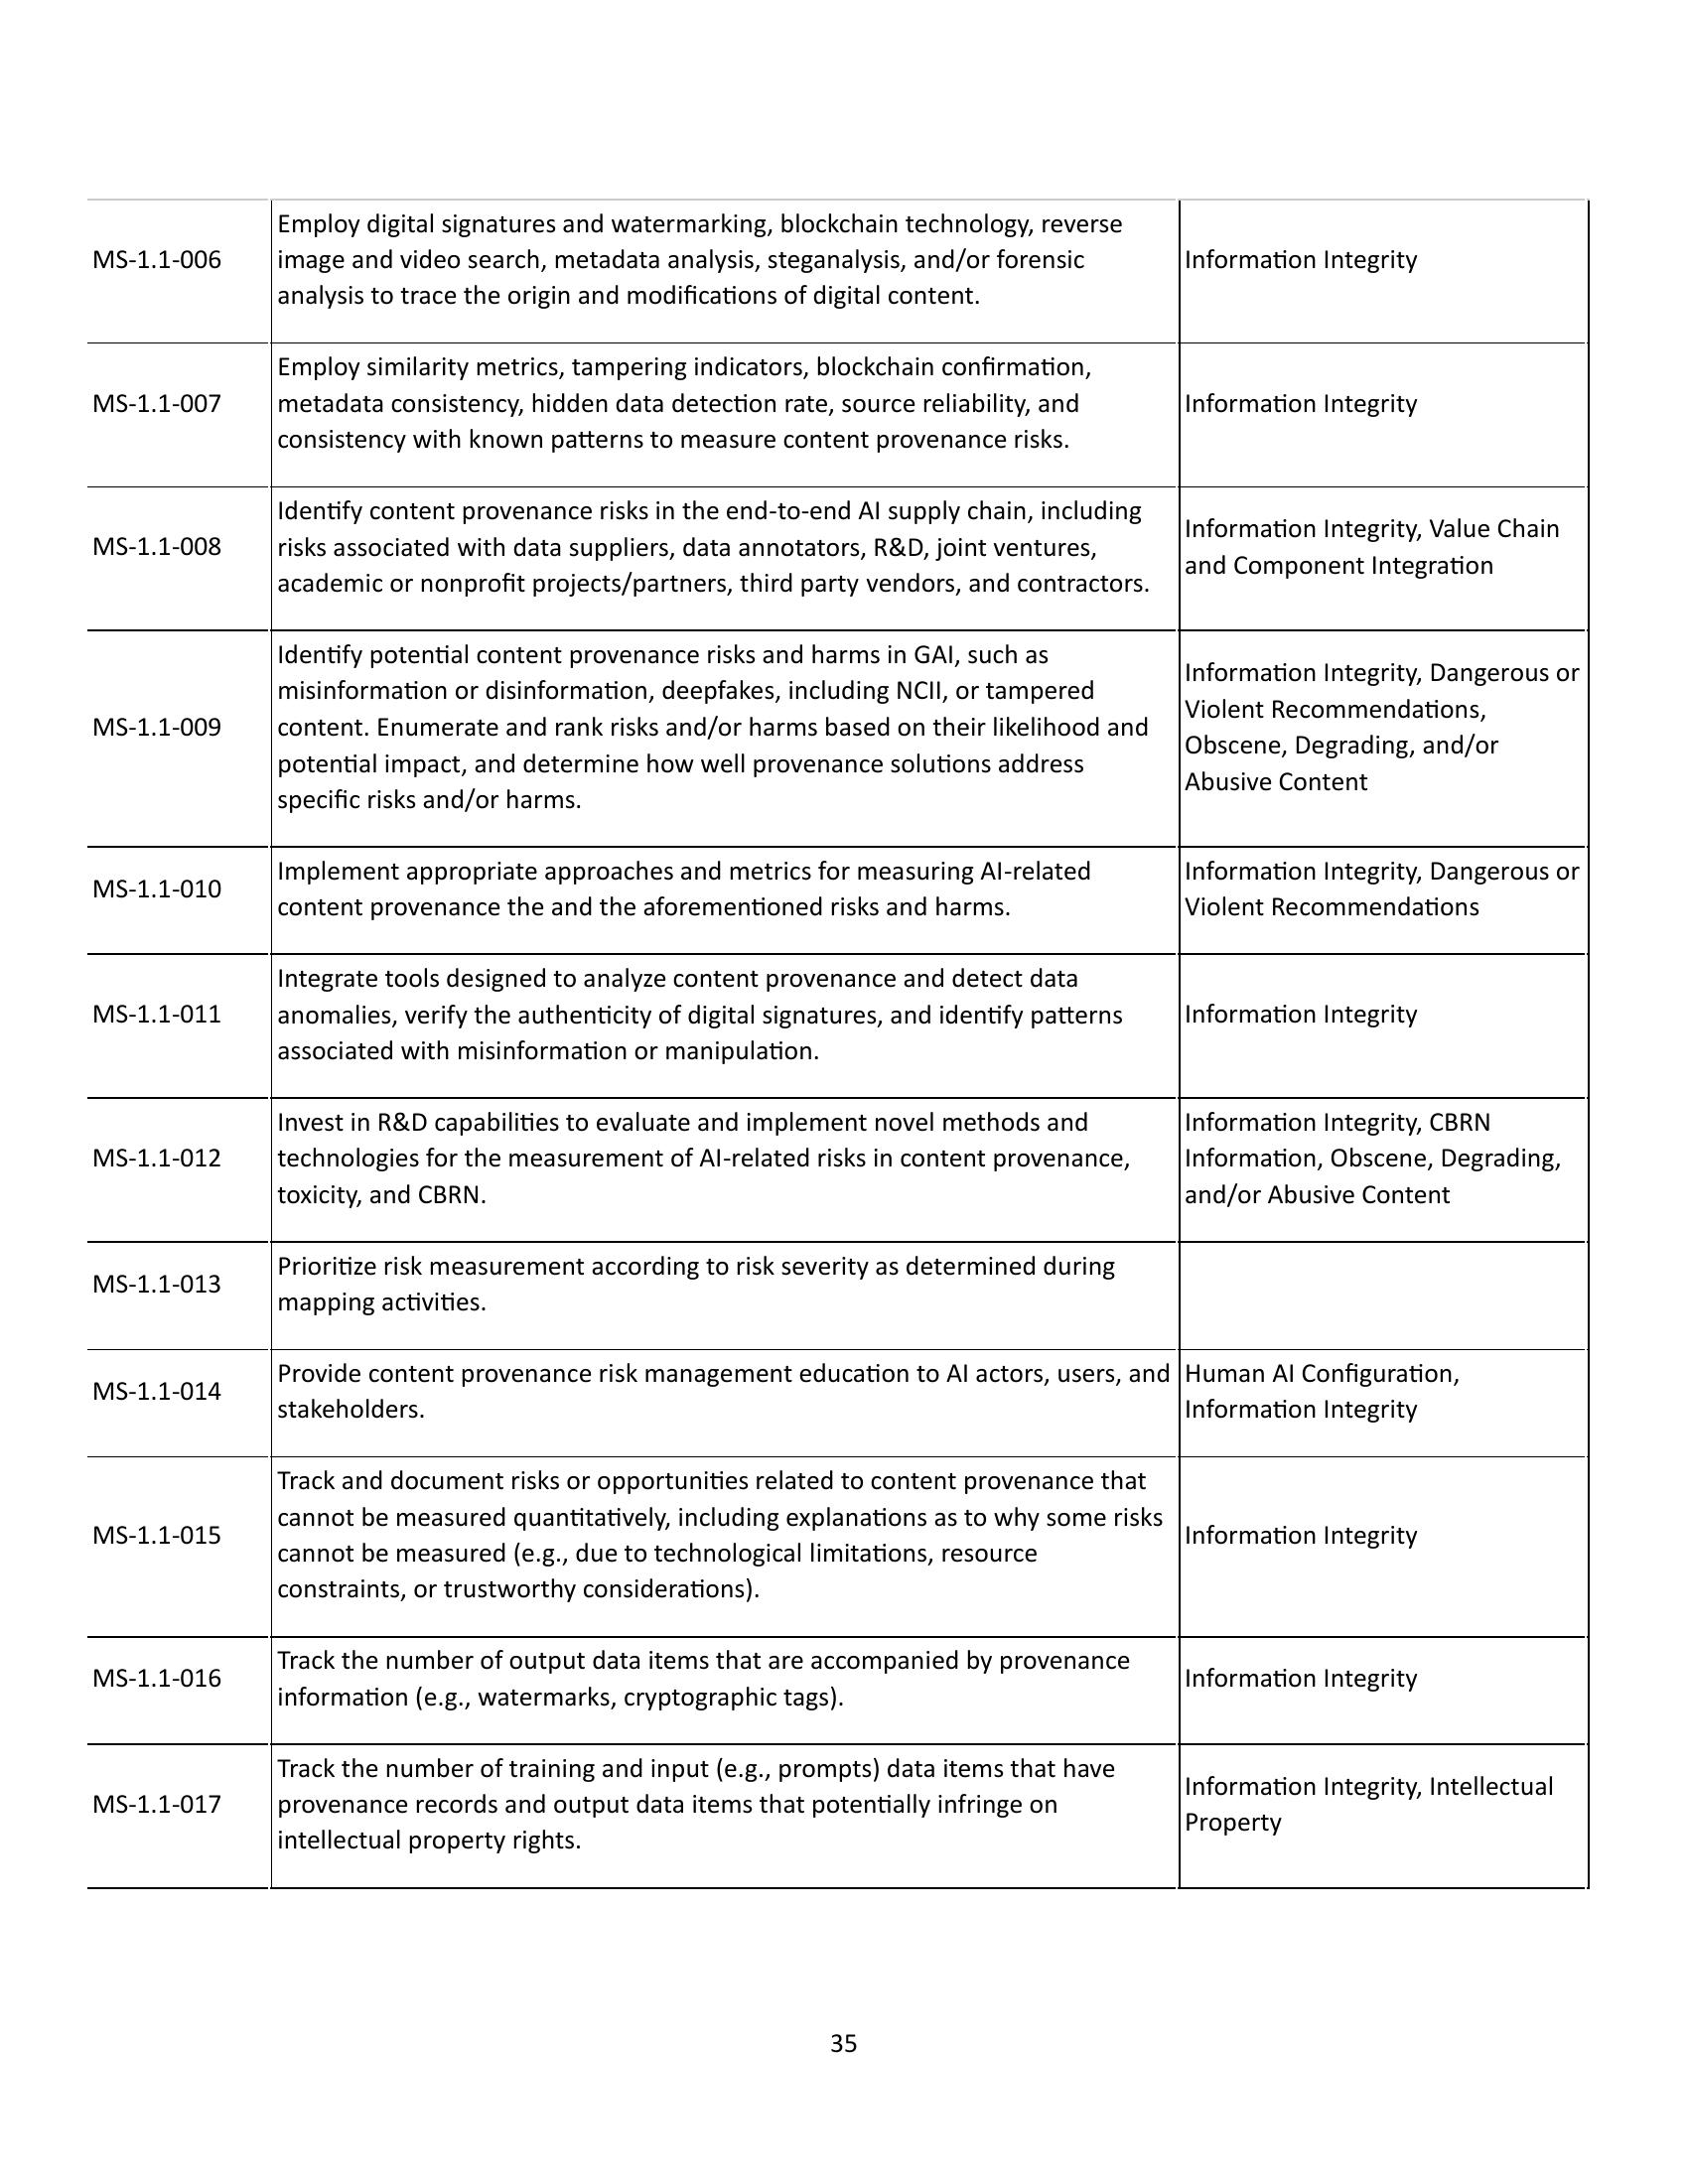 MS-1.1-006
Employ digital signatures and watermarking, blockchain technology, reverse
image and video search, metadata analysis, steganalysis, and/or forensic
analysis to trace the origin and modifications of digital content.
Information Integrity
MS-1.1-007
Employ similarity metrics, tampering indicators, blockchain confirmation,
metadata consistency, hidden data detection rate, source reliability, and
consistency with known patterns to measure content provenance risks.
Information Integrity
MS-1.1-008
Identify content provenance risks in the end-to-end AI supply chain, including
risks associated with data suppliers, data annotators, R&D, joint ventures,
academic or nonprofit projects/partners, third party vendors, and contractors.
Information Integrity, Value Chain
and Component Integration
MS-1.1-009
Identify potential content provenance risks and harms in GAI, such as
misinformation or disinformation, deepfakes, including NCII, or tampered
content. Enumerate and rank risks and/or harms based on their likelihood and
potential impact, and determine how well provenance solutions address
specific risks and/or harms.
Information Integrity, Dangerous or
Violent Recommendations,
Obscene, Degrading, and/or
Abusive Content
MS-1.1-010
Implement appropriate approaches and metrics for measuring AI-related
content provenance the and the aforementioned risks and harms.
Information Integrity, Dangerous or
Violent Recommendations
MS-1.1-011
Integrate tools designed to analyze content provenance and detect data
anomalies, verify the authenticity of digital signatures, and identify patterns
associated with misinformation or manipulation.
Information Integrity
MS-1.1-012
Invest in R&D capabilities to evaluate and implement novel methods and
technologies for the measurement of AI-related risks in content provenance,
toxicity, and CBRN.
Information Integrity, CBRN
Information, Obscene, Degrading,
and/or Abusive Content
MS-1.1-013
Prioritize risk measurement according to risk severity as determined during
mapping activities.
MS-1.1-014
Provide content provenance risk management education to AI actors, users, and
stakeholders.
Human AI Configuration,
Information Integrity
MS-1.1-015
Track and document risks or opportunities related to content provenance that
cannot be measured quantitatively, including explanations as to why some risks
cannot be measured (e.g., due to technological limitations, resource
constraints, or trustworthy considerations).
Information Integrity
MS-1.1-016
Track the number of output data items that are accompanied by provenance
information (e.g., watermarks, cryptographic tags).
Information Integrity
MS-1.1-017
Track the number of training and input (e.g., prompts) data items that have
provenance records and output data items that potentially infringe on
intellectual property rights.
Information Integrity, Intellectual
Property
35